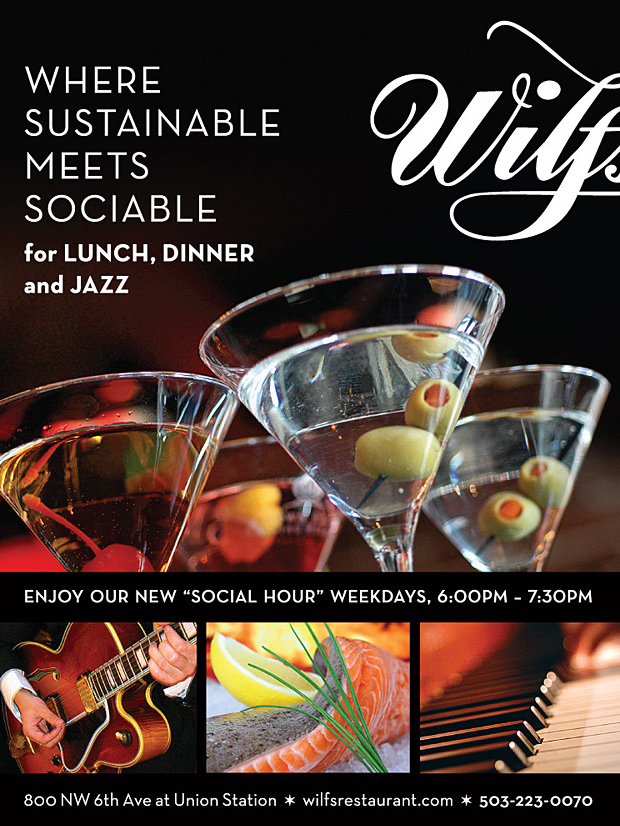 WHERE
SUSTAINABLE
MEETS
SOCIABLE
for LUNCH, DINNER
and JAZZ
Wilfs
ENJOY OUR NEW “SOCIAL HOUR” WEEKDAYS, 6:00PM – 7:30PM
800 NW 6th Ave at Union Station ✶ wilfsrestaurant.com ✶ 503-223-0070